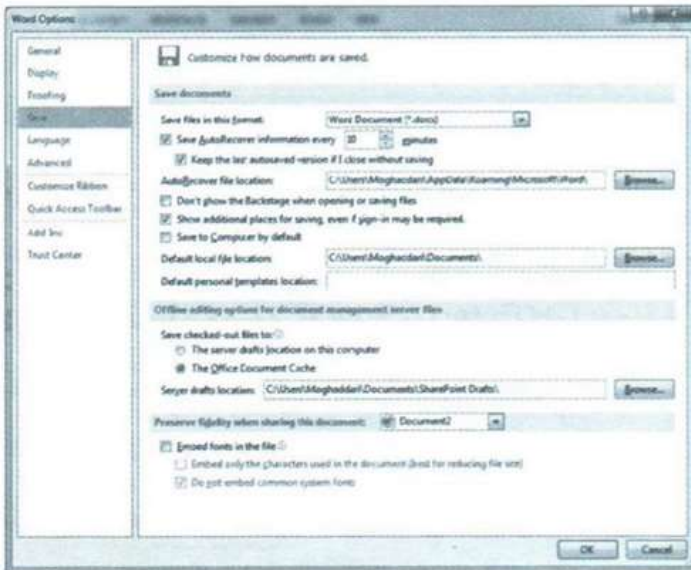 Word Options
General
Display
Proofing
Save
Language
Advanced
Customize Ribbon
Quick Access Toolbar
Add-Ins
Trust Center
Customize how documents are saved.
Save documents
Save files in this format: Word Document (*.docx)
Save AutoRecover information every 10 minutes
Keep the last autosaved version if I close without saving
AutoRecover file location: C:\Users\Moghaddari\AppData\Roaming\Microsoft\Word\ Browse...
Don't show the Backstage when opening or saving files
Show additional places for saving, even if sign-in may be required.
Save to Computer by default
Default local file location: C:\Users\Moghaddari\Documents\ Browse...
Default personal templates location:
Offline editing options for document management server files
Save checked-out files to:
The server drafts location on this computer
The Office Document Cache
Server drafts location: C:\Users\Moghaddari\Documents\SharePoint Drafts\ Browse...
Preserve fidelity when sharing this document: Document2
Embed fonts in the file
Embed only the characters used in the document (best for reducing file size)
Do not embed common system fonts
OK Cancel